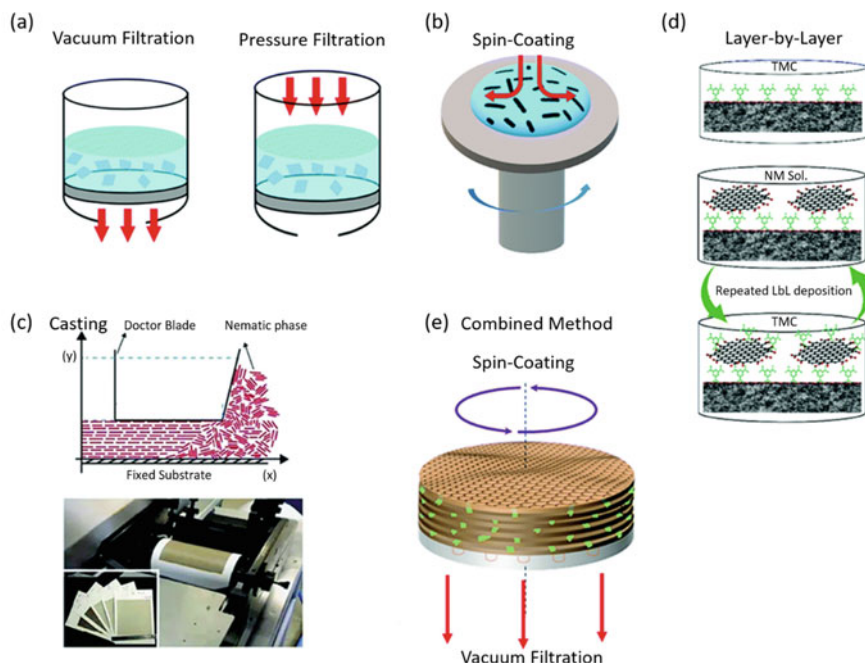 (a)
Vacuum Filtration
Pressure Filtration
(b)
Spin-Coating
(d)
Layer-by-Layer
TMC
NM Sol.
Repeated LbL deposition
TMC
(c)
Casting
Doctor Blade
Nematic phase
(y)
Fixed Substrate
(x)
(e)
Combined Method
Spin-Coating
Vacuum Filtration